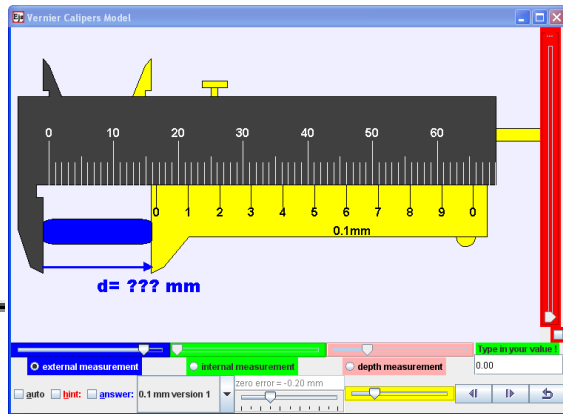 Ejs Vernier Calipers Model
0 10 20 30 40 50 60
0 1 2 3 4 5 6 7 8 9 0
0.1mm
d= ??? mm
Type in your value !
external measurement internal measurement depth measurement 0.00
auto hint: answer: 0.1 mm version 1 zero error = -0.20 mm